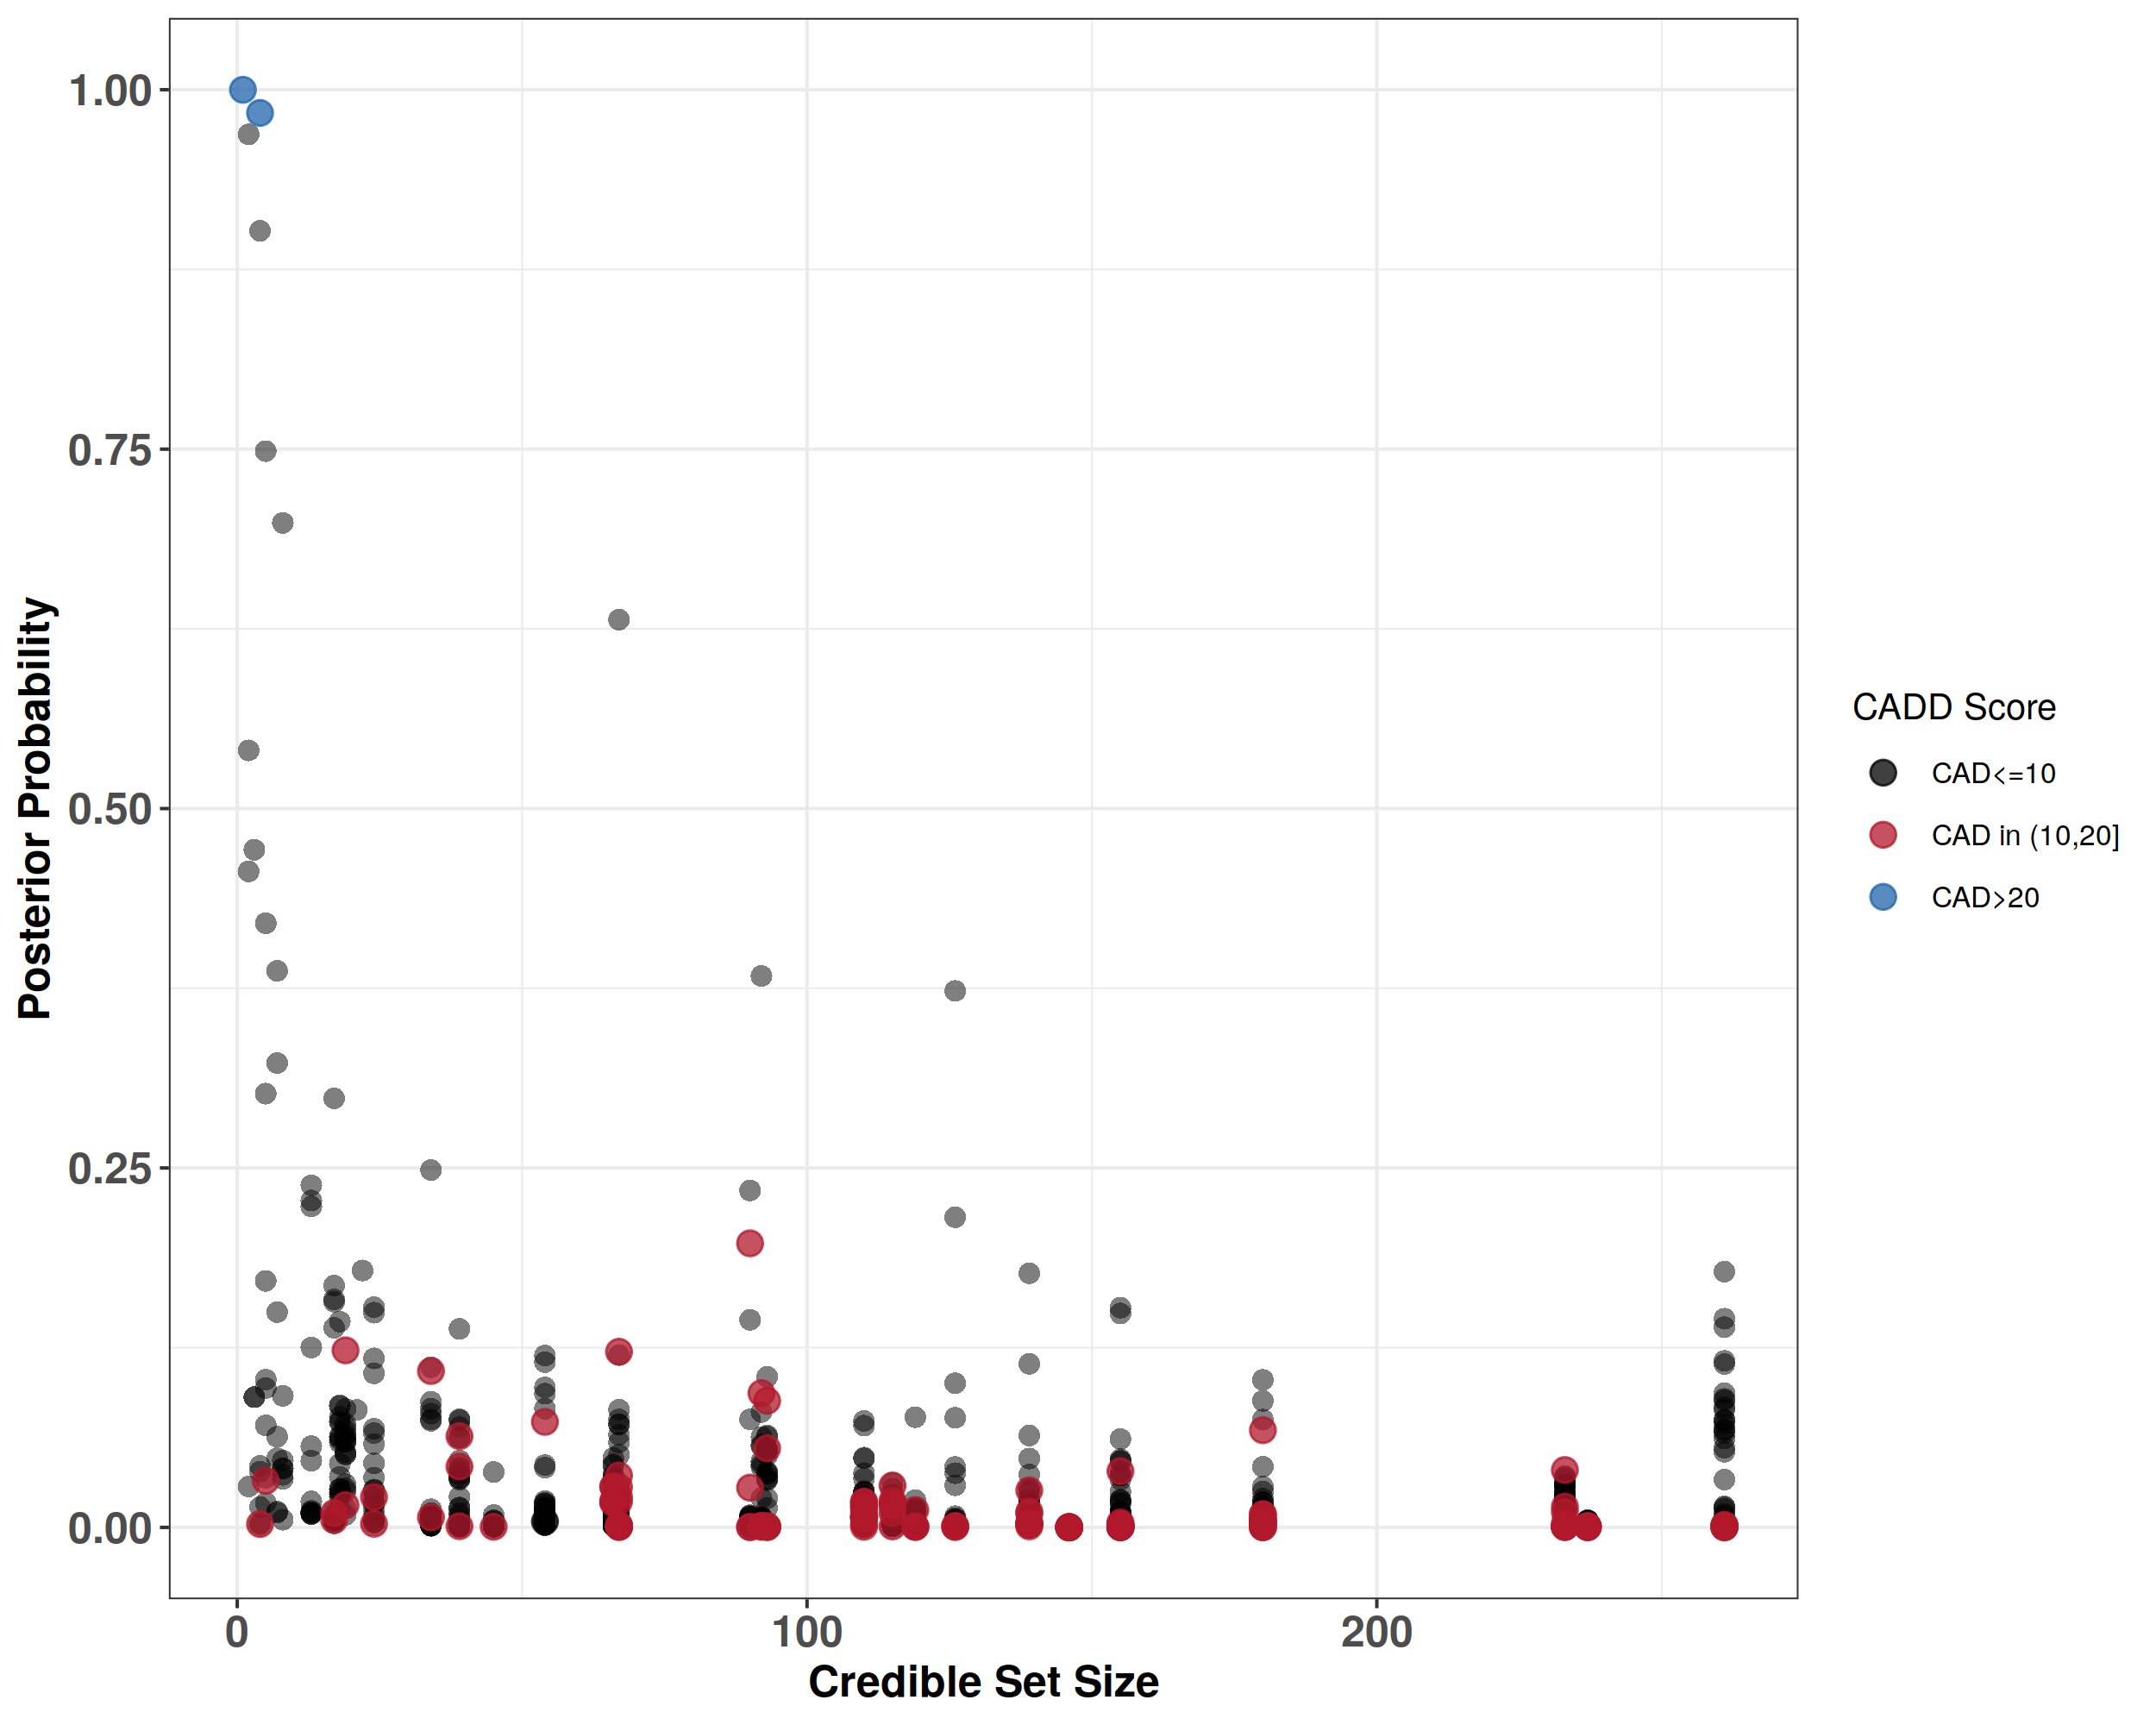 1.00
0.75
0.50
0.25
0.00
Posterior Probability
0
100
200
Credible Set Size
CADD Score
CAD<=10
CAD in (10,20]
CAD>20